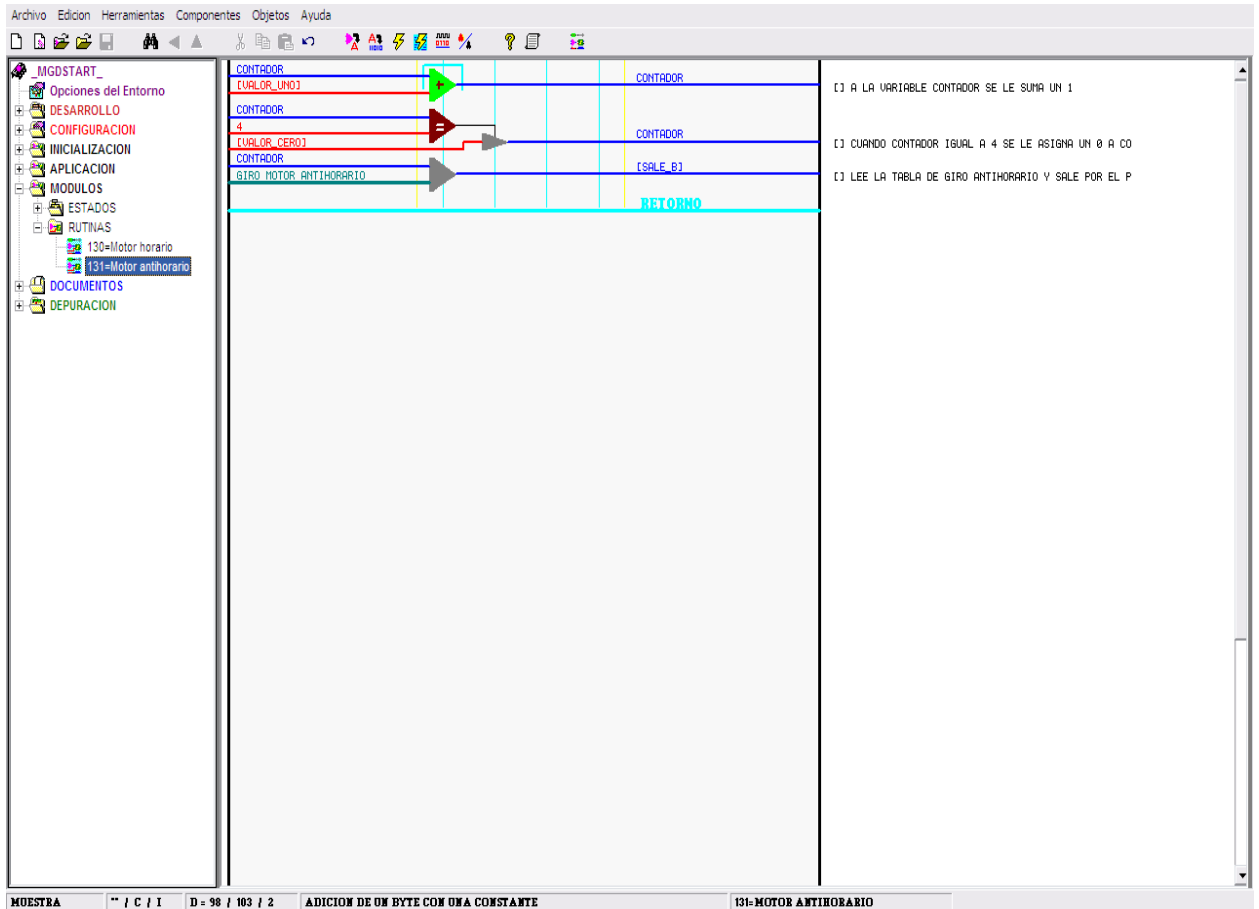 Archivo Edicion Herramientas Componentes Objetos Ayuda
_MGDSTART_
Opciones del Entorno
DESARROLLO
CONFIGURACION
INICIALIZACION
APLICACION
MODULOS
ESTADOS
RUTINAS
130=Motor horario
131=Motor antihorario
DOCUMENTOS
DEPURACION
CONTADOR
[VALOR_UNO]
+
CONTADOR
[] A LA VARIABLE CONTADOR SE LE SUMA UN 1
CONTADOR
4
=
[VALOR_CERO]
CONTADOR
[] CUANDO CONTADOR IGUAL A 4 SE LE ASIGNA UN 0 A CO
CONTADOR
GIRO MOTOR ANTIHORARIO
[SALE_B]
[] LEE LA TABLA DE GIRO ANTIHORARIO Y SALE POR EL P
RETORNO
MUESTRA
"" / C / I
D = 98 / 103 / 2
ADICION DE UN BYTE CON UNA CONSTANTE
131=MOTOR ANTIHORARIO